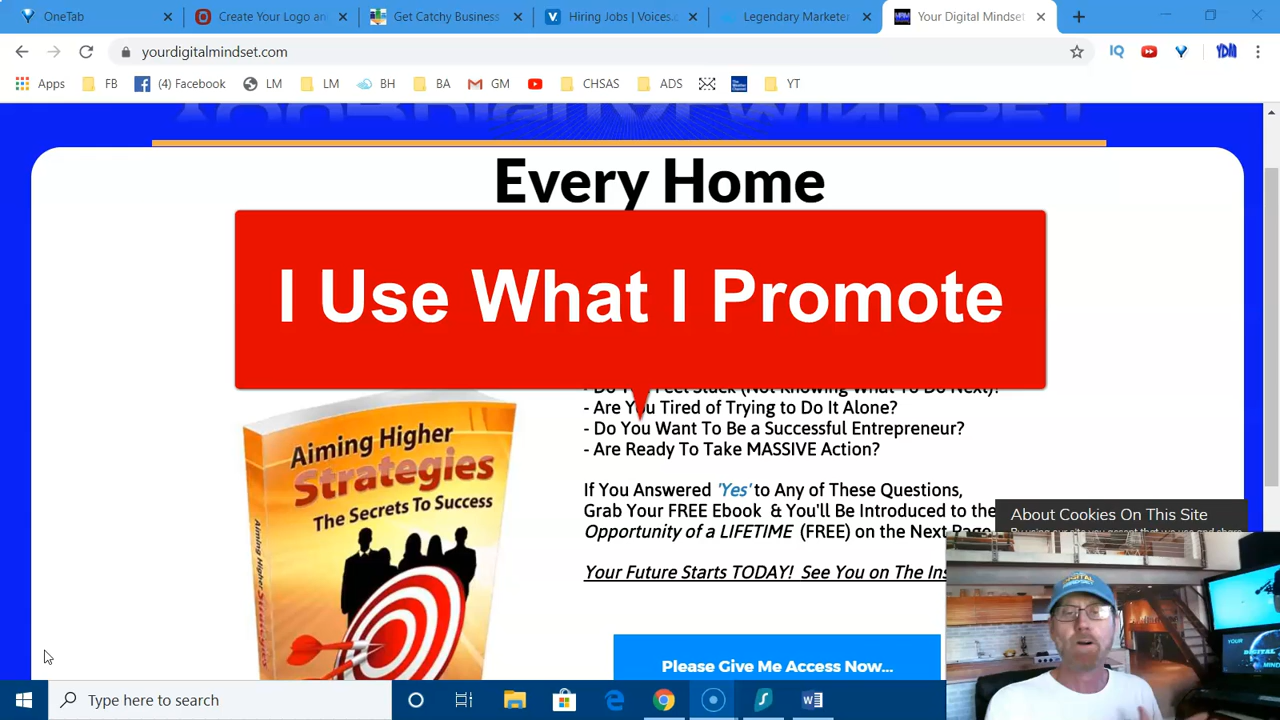 OneTab
Create Your Logo an
Get Catchy Business
Hiring Jobs | Voices.c
Legendary Marketer
Your Digital Mindset
yourdigitalmindset.com
Apps
FB
(4) Facebook
LM
LM
BH
BA
GM
CHSAS
ADS
YT
Every Home
I Use What I Promote
- Are You Tired of Trying to Do It Alone?
- Do You Want To Be a Successful Entrepreneur?
- Are Ready To Take MASSIVE Action?
If You Answered 'Yes' to Any of These Questions,
Grab Your FREE Ebook & You'll Be Introduced to the
Opportunity of a LIFETIME (FREE) on the Next Page
Your Future Starts TODAY! See You on The Ins
Please Give Me Access Now...
Aiming Higher
Strategies
The Secrets To Success
Aiming Higher Strategies
About Cookies On This Site
YOUR
DIGITAL
MIND
Type here to search